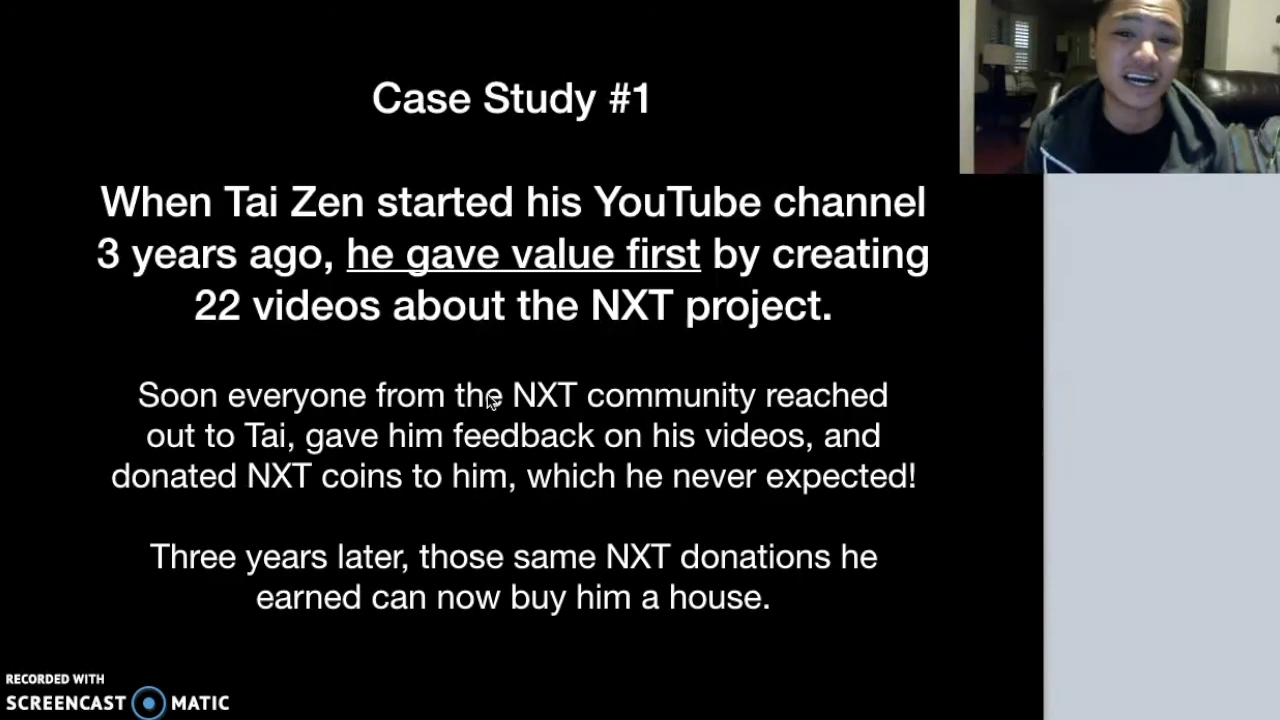 Case Study #1
When Tai Zen started his YouTube channel
3 years ago, he gave value first by creating
22 videos about the NXT project.
Soon everyone from the NXT community reached
out to Tai, gave him feedback on his videos, and
donated NXT coins to him, which he never expected!
Three years later, those same NXT donations he
earned can now buy him a house.
RECORDED WITH
SCREENCAST MATIC